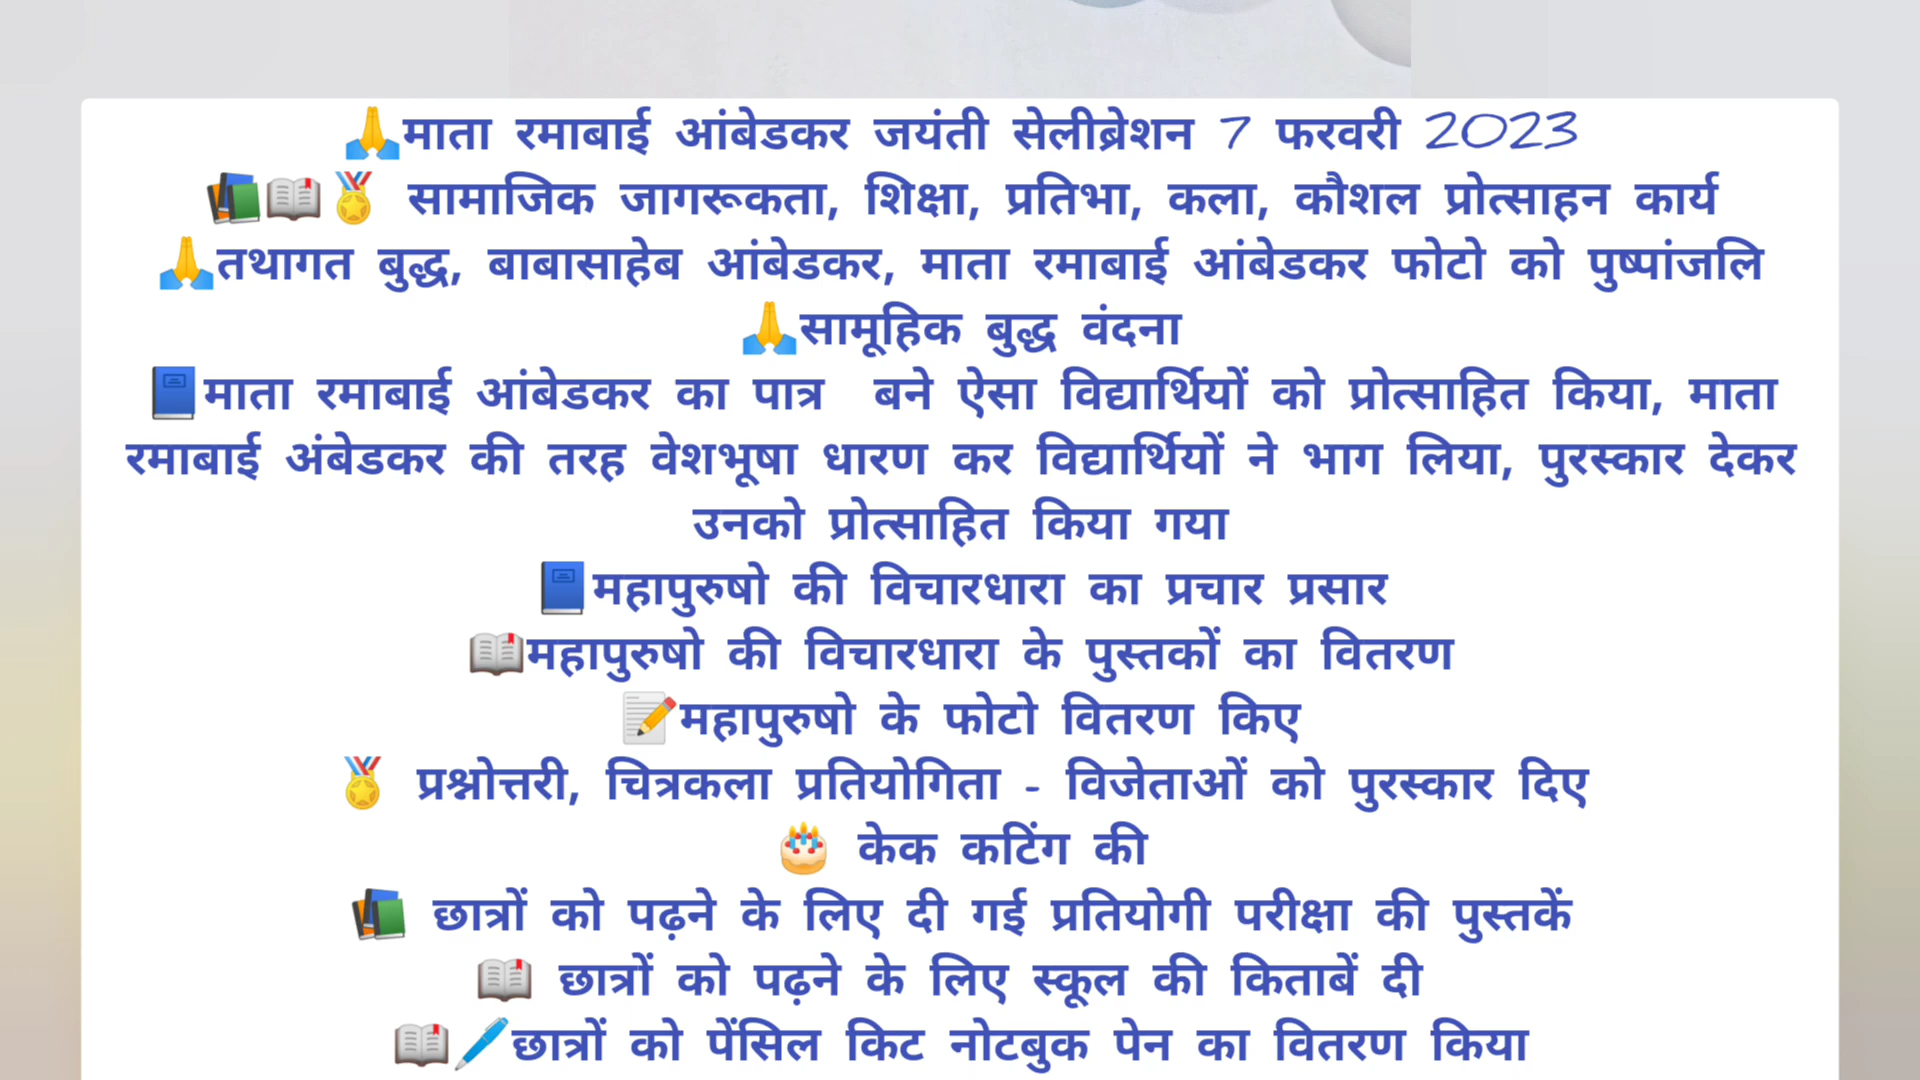 🙏माता रमाबाई आंबेडकर जयंती सेलीब्रेशन 7 फरवरी 2023
📚📖🏅 सामाजिक जागरूकता, शिक्षा, प्रतिभा, कला, कौशल प्रोत्साहन कार्य
🙏तथागत बुद्ध, बाबासाहेब आंबेडकर, माता रमाबाई आंबेडकर फोटो को पुष्पांजलि
🙏सामूहिक बुद्ध वंदना
📘माता रमाबाई आंबेडकर का पात्र बने ऐसा विद्यार्थियों को प्रोत्साहित किया, माता
रमाबाई अंबेडकर की तरह वेशभूषा धारण कर विद्यार्थियों ने भाग लिया, पुरस्कार देकर
उनको प्रोत्साहित किया गया
📘महापुरुषो की विचारधारा का प्रचार प्रसार
📖महापुरुषो की विचारधारा के पुस्तकों का वितरण
📝महापुरुषो के फोटो वितरण किए
🏅 प्रश्नोत्तरी, चित्रकला प्रतियोगिता - विजेताओं को पुरस्कार दिए
🎂 केक कटिंग की
📚 छात्रों को पढ़ने के लिए दी गई प्रतियोगी परीक्षा की पुस्तकें
📖 छात्रों को पढ़ने के लिए स्कूल की किताबें दी
📖🖊️छात्रों को पेंसिल किट नोटबुक पेन का वितरण किया